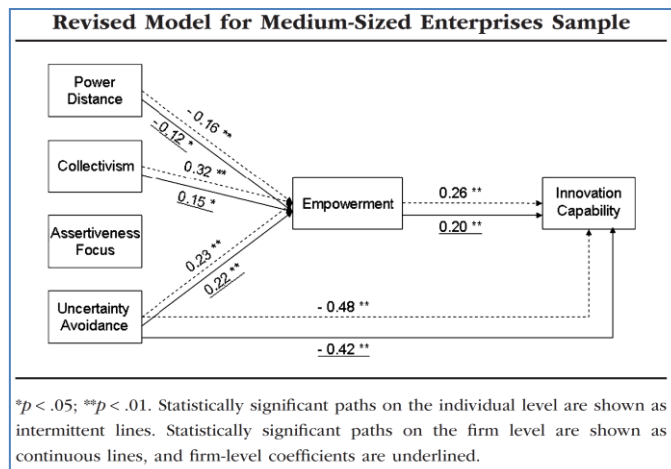 Revised Model for Medium-Sized Enterprises Sample
Power
Distance
- 0.16 **
-0.12 *
Collectivism
0.32 **
0.15 *
Empowerment
0.26 **
0.20 **
Innovation
Capability
Assertiveness
Focus
0.23 **
0.22 **
Uncertainty
Avoidance
- 0.48 **
- 0.42 **
*p < .05; **p < .01. Statistically significant paths on the individual level are shown as
intermittent lines. Statistically significant paths on the firm level are shown as
continuous lines, and firm-level coefficients are underlined.